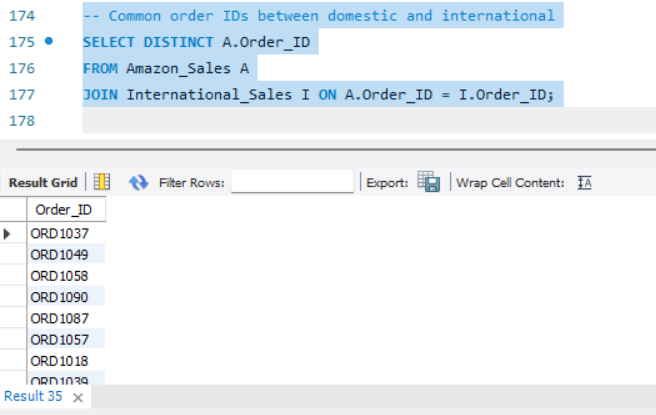 174 -- Common order IDs between domestic and international
175 SELECT DISTINCT A.Order_ID
176 FROM Amazon_Sales A
177 JOIN International_Sales I ON A.Order_ID = I.Order_ID;
178
Result Grid Filter Rows: Export: Wrap Cell Content:
Order_ID
ORD1037
ORD1049
ORD1058
ORD1090
ORD1087
ORD1057
ORD1018
ORD1039
Result 35 ×